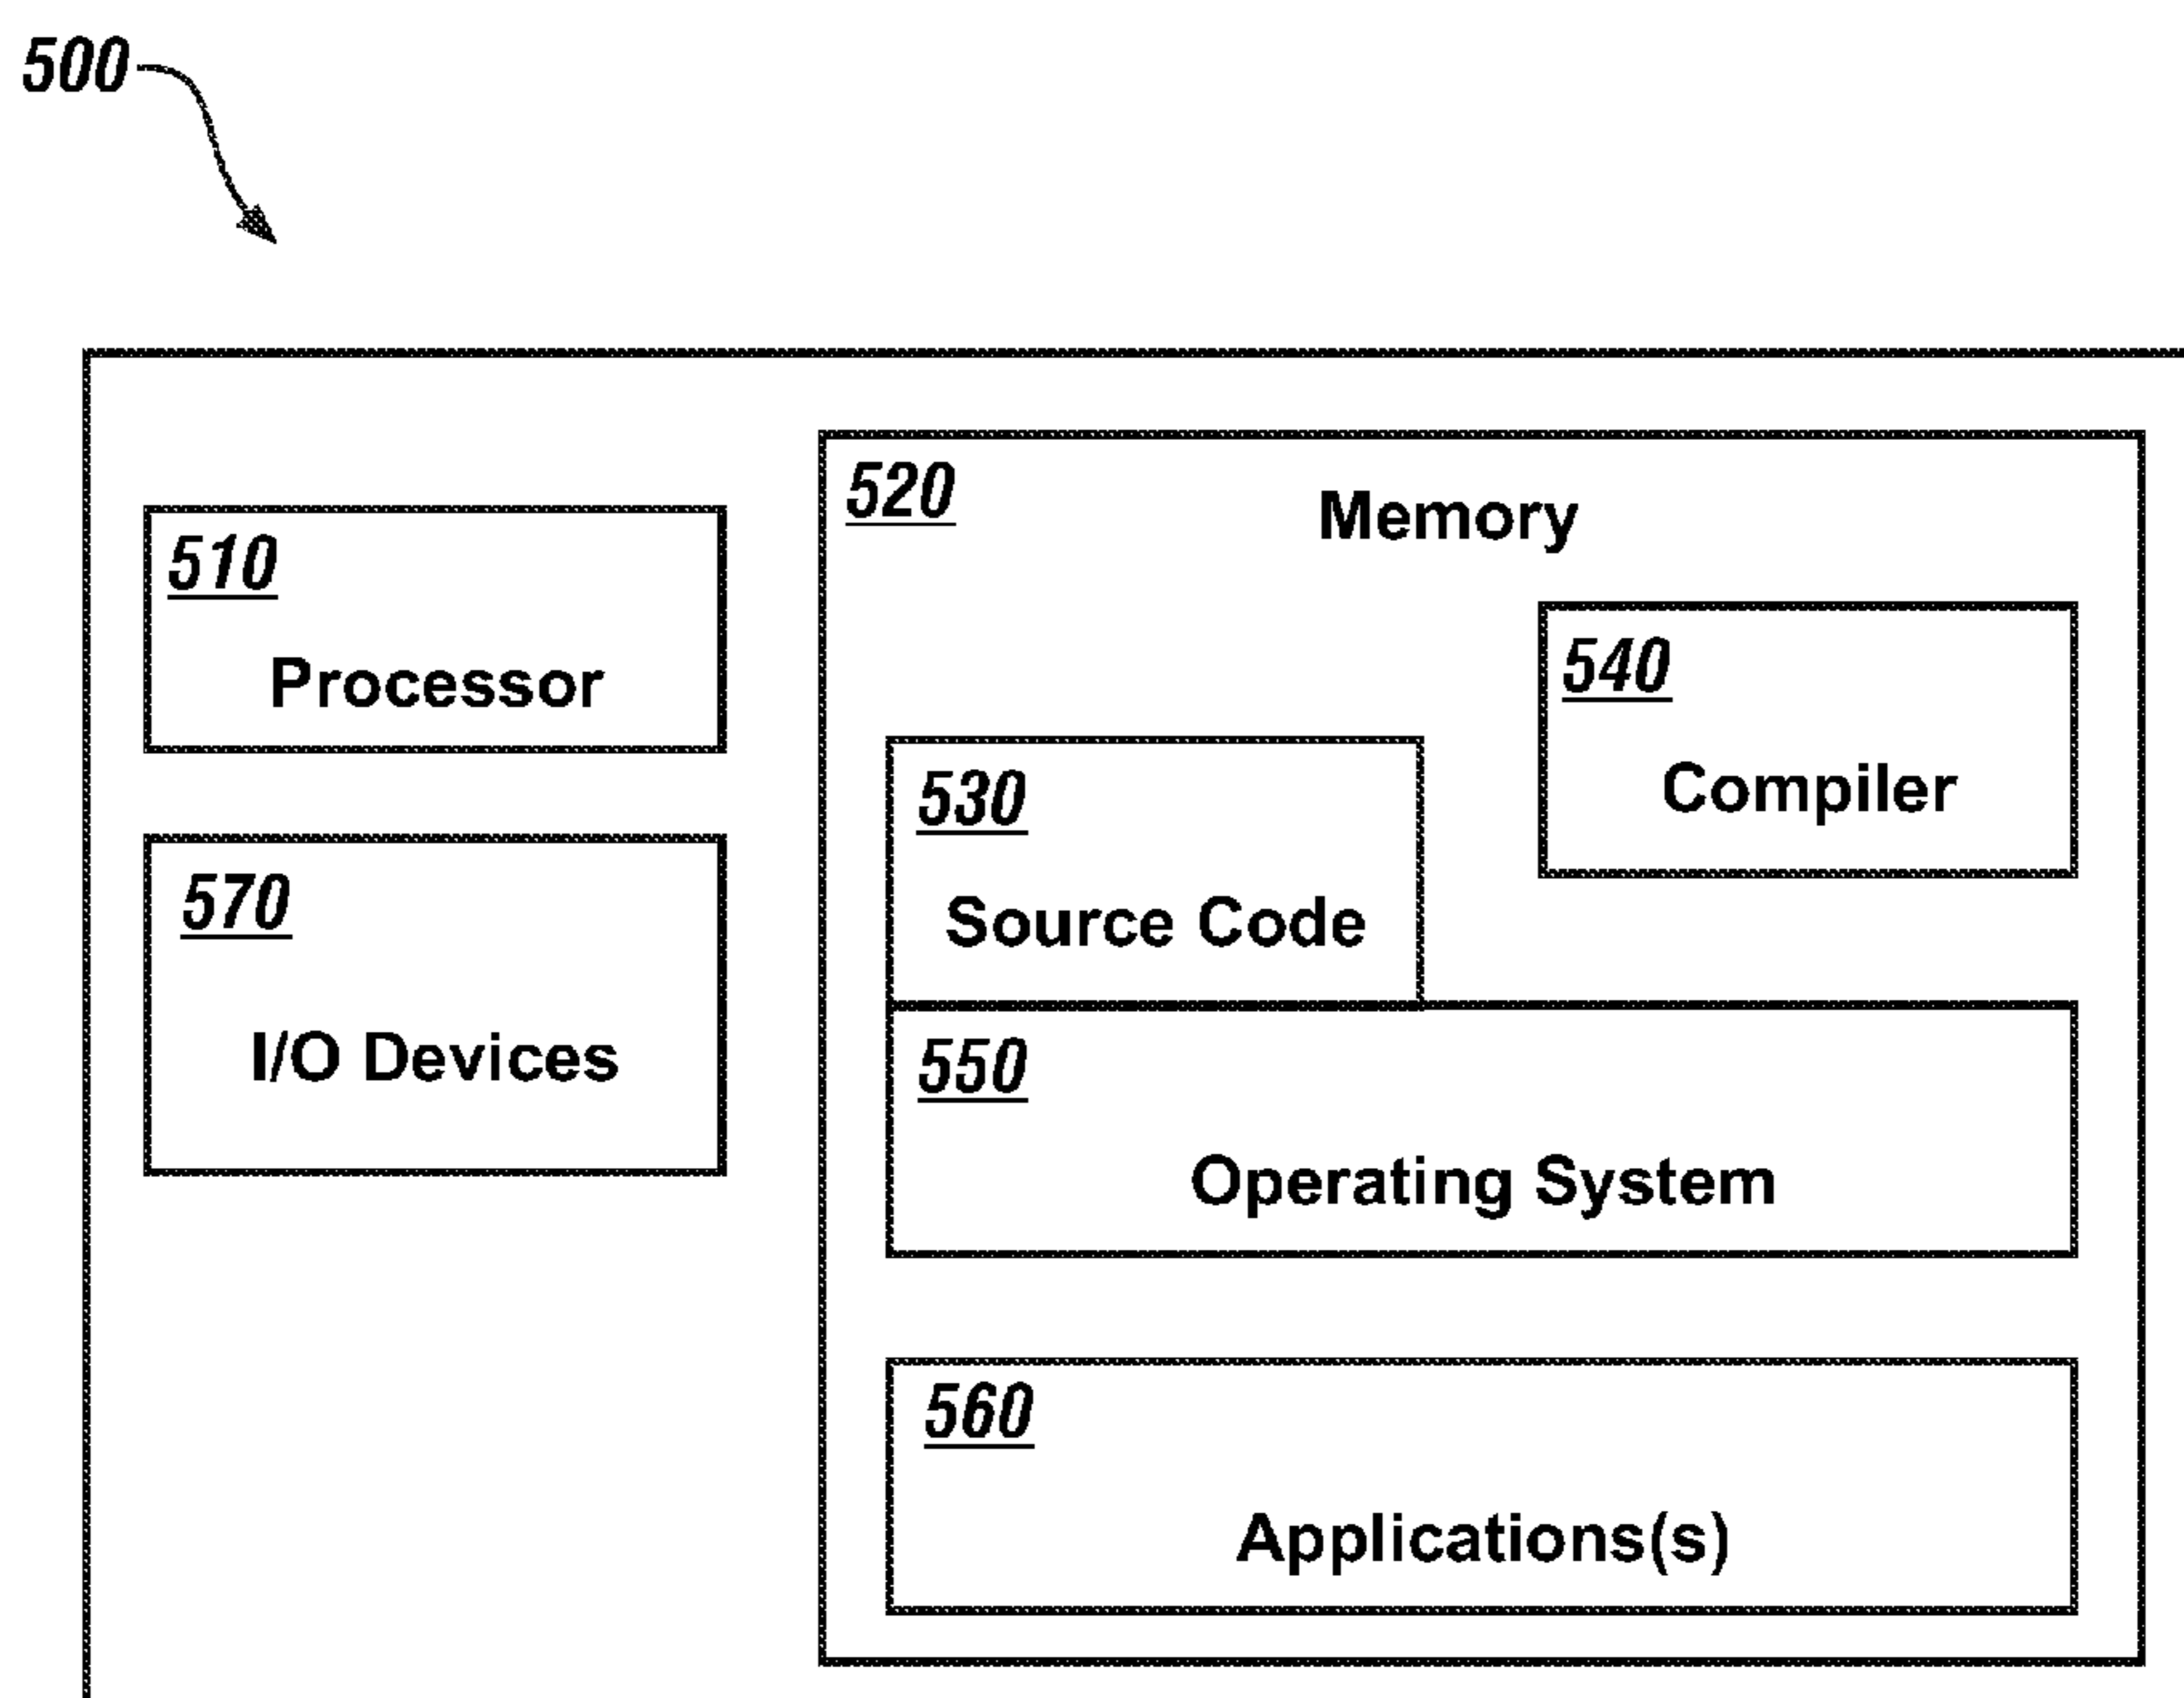 500
510
Processor
570
I/O Devices
520
Memory
540
Compiler
530
Source Code
550
Operating System
560
Applications(s)